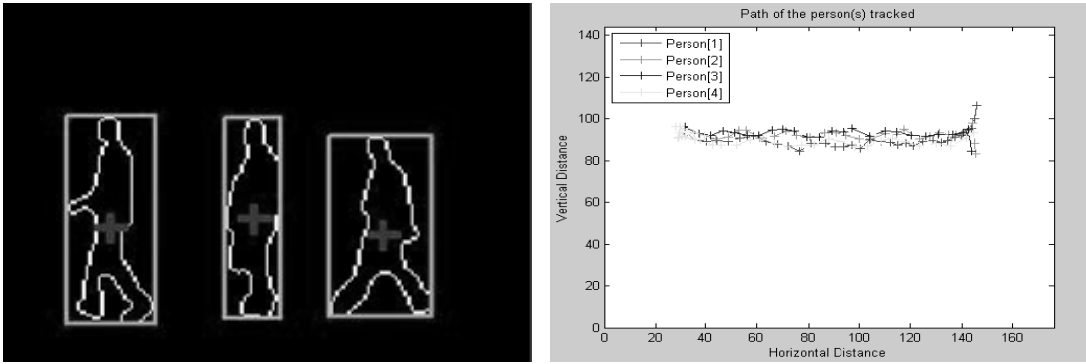 Path of the person(s) tracked
Person[1]
Person[2]
Person[3]
Person[4]
140
120
100
80
60
40
20
0
Vertical Distance
0 20 40 60 80 100 120 140 160
Horizontal Distance